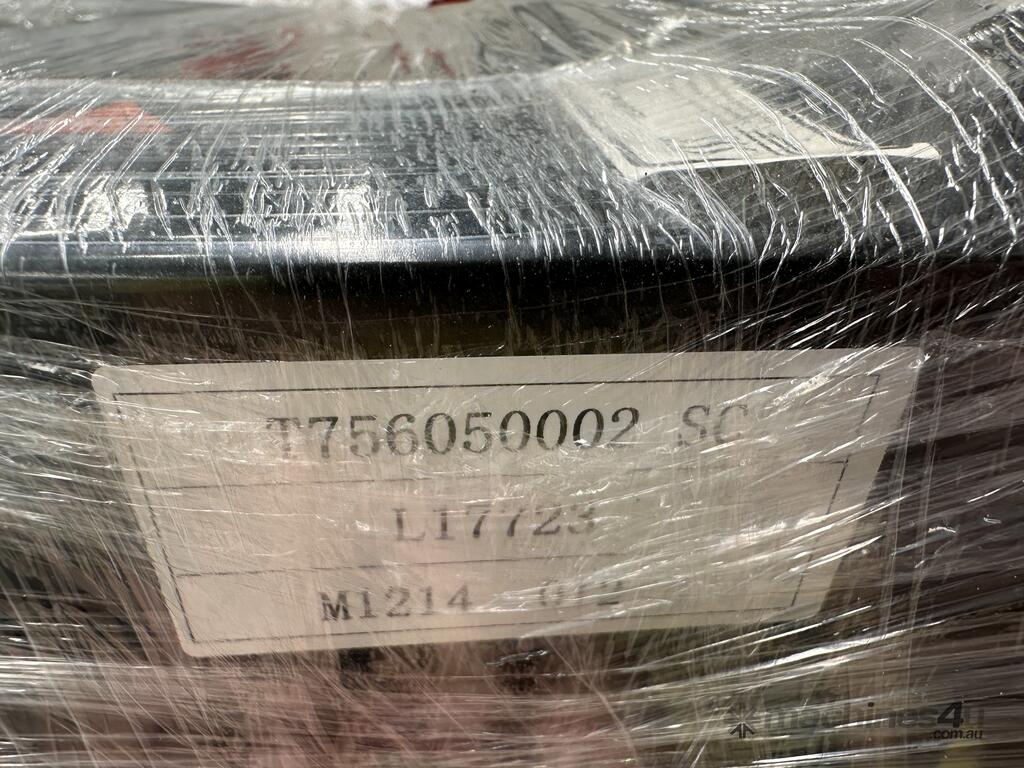 T756050002 SC
L17723
M1214
machines4u
.com.au